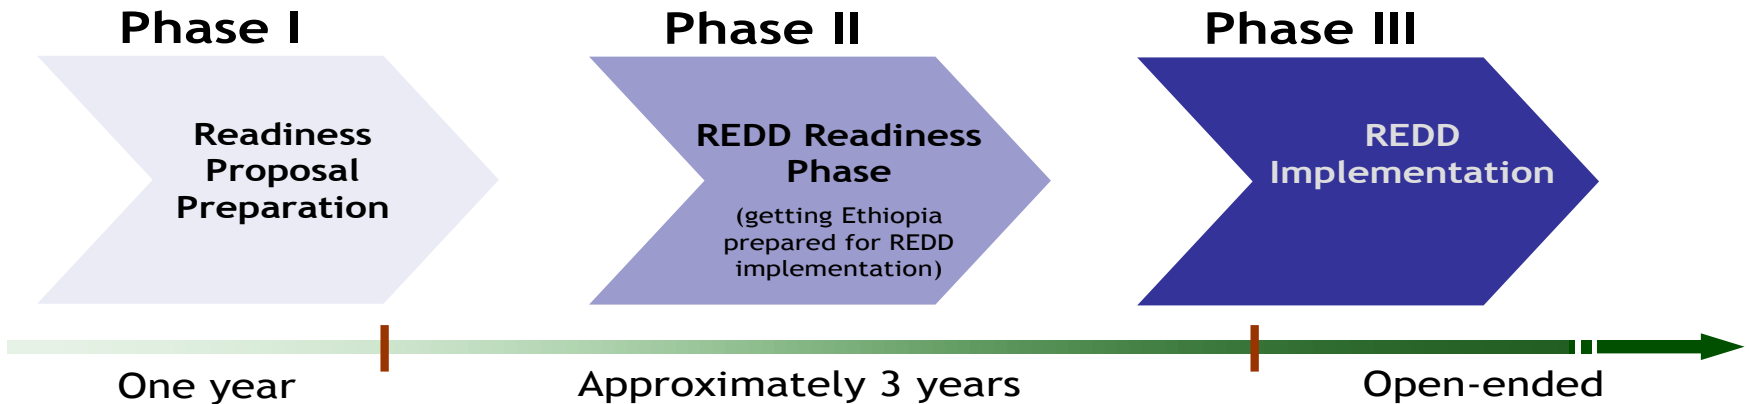 Phase I
Phase II
Phase III
Readiness
Proposal
Preparation
REDD Readiness
Phase
(getting Ethiopia
prepared for REDD
implementation)
REDD
Implementation
One year
Approximately 3 years
Open-ended